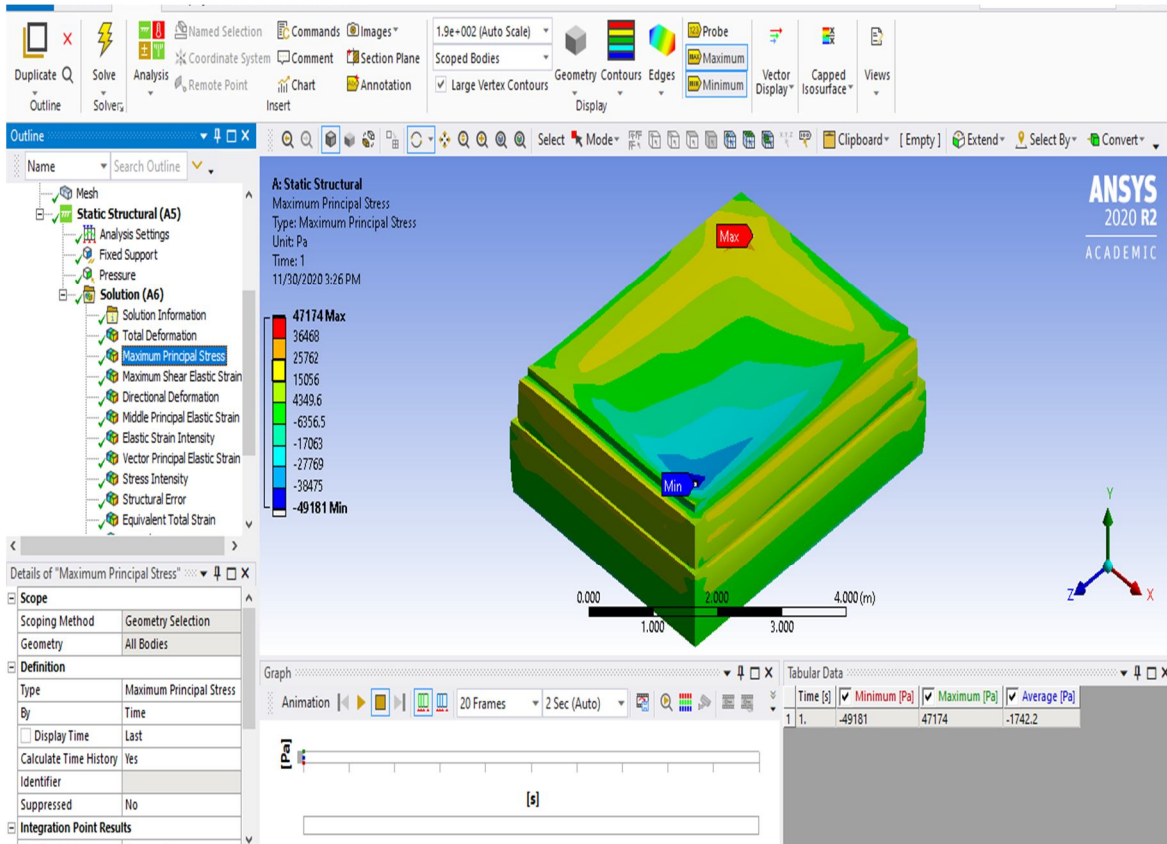 Duplicate Q
Outline
Solve
Solver
Analysis
Named Selection
Coordinate System
Remote Point
Commands
Comment
Chart
Images
Section Plane
Annotation
Insert
1.9e+002 (Auto Scale)
Scoped Bodies
Large Vertex Contours
Geometry
Contours
Edges
Probe
Maximum
Minimum
Display
Vector
Display
Capped
Isosurface
Views
Outline
Name
Search Outline
Select
Mode
Clipboard
[ Empty ]
Extend
Select By
Convert
Mesh
Static Structural (A5)
Analysis Settings
Fixed Support
Pressure
Solution (A6)
Solution Information
Total Deformation
Maximum Principal Stress
Maximum Shear Elastic Strain
Directional Deformation
Middle Principal Elastic Strain
Elastic Strain Intensity
Vector Principal Elastic Strain
Stress Intensity
Structural Error
Equivalent Total Strain
A: Static Structural
Maximum Principal Stress
Type: Maximum Principal Stress
Unit: Pa
Time: 1
11/30/2020 3:26 PM
47174 Max
36468
25762
15056
4349.6
-6356.5
-17063
-27769
-38475
-49181 Min
Max
Min
ANSYS
2020 R2
ACADEMIC
0.000
2.000
4.000 (m)
1.000
3.000
Y
Z
X
Details of "Maximum Principal Stress"
Scope
Scoping Method Geometry Selection
Geometry All Bodies
Definition
Type Maximum Principal Stress
By Time
Display Time Last
Calculate Time History Yes
Identifier
Suppressed No
Integration Point Results
Graph
Animation
20 Frames
2 Sec (Auto)
[Pa]
[s]
Tabular Data
Time [s] Minimum [Pa] Maximum [Pa] Average [Pa]
1 1. -49181 47174 -1742.2